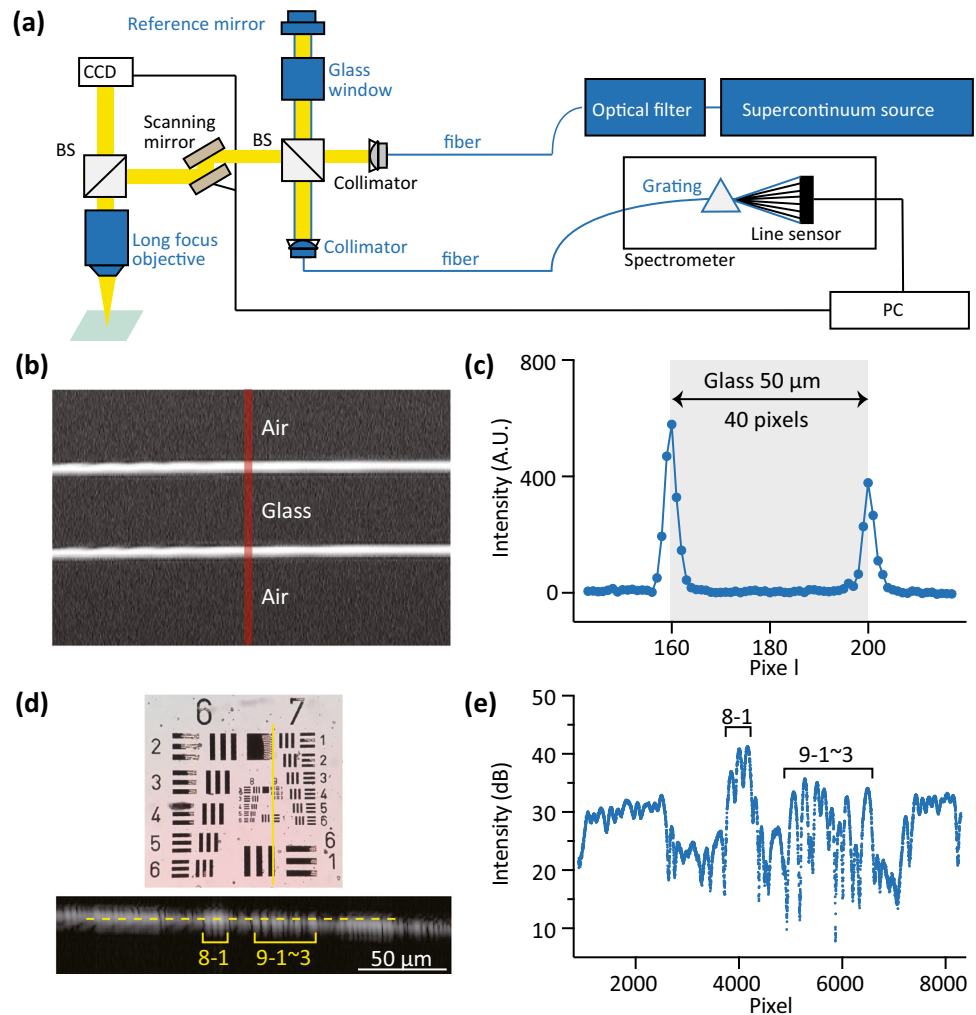 (a)
Reference mirror
CCD
Glass
window
Optical filter
Supercontinuum source
Scanning
mirror
BS
BS
fiber
Collimator
Grating
Long focus
objective
Collimator
fiber
Line sensor
Spectrometer
PC
(b)
Air
Glass
Air
(c)
800
400
0
Intensity (A.U.)
Glass 50 µm
40 pixels
160
180
200
220
Pixe l
(d)
6
7
2
3
4
5
6
1
2
3
4
5
6
8
9
6
1
8-1
9-1~3
50 µm
(e)
50
40
30
20
10
Intensity (dB)
8-1
9-1~3
2000
4000
6000
8000
Pixel